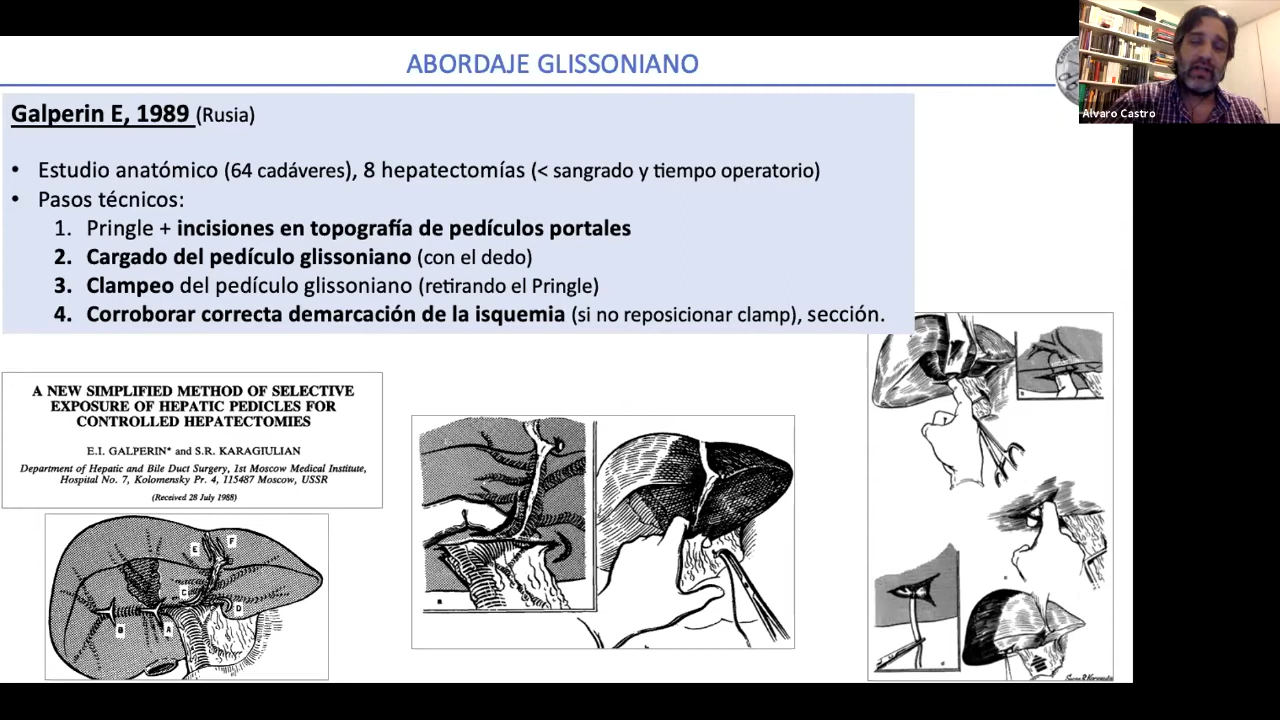 ABORDAJE GLISSONIANO
Alvaro Castro
Galperin E, 1989 (Rusia)
• Estudio anatómico (64 cadáveres), 8 hepatectomías (< sangrado y tiempo operatorio)
• Pasos técnicos:
1. Pringle + incisiones en topografía de pedículos portales
2. Cargado del pedículo glissoniano (con el dedo)
3. Clampeo del pedículo glissoniano (retirando el Pringle)
4. Corroborar correcta demarcación de la isquemia (si no reposicionar clamp), sección.
A NEW SIMPLIFIED METHOD OF SELECTIVE
EXPOSURE OF HEPATIC PEDICLES FOR
CONTROLLED HEPATECTOMIES
E.I. GALPERIN* and S.R. KARAGIULIAN
Department of Hepatic and Bile Duct Surgery, 1st Moscow Medical Institute,
Hospital No. 7, Kolomensky Pr. 4, 115487 Moscow, USSR
(Received 28 July 1988)
E F
C
D
B A